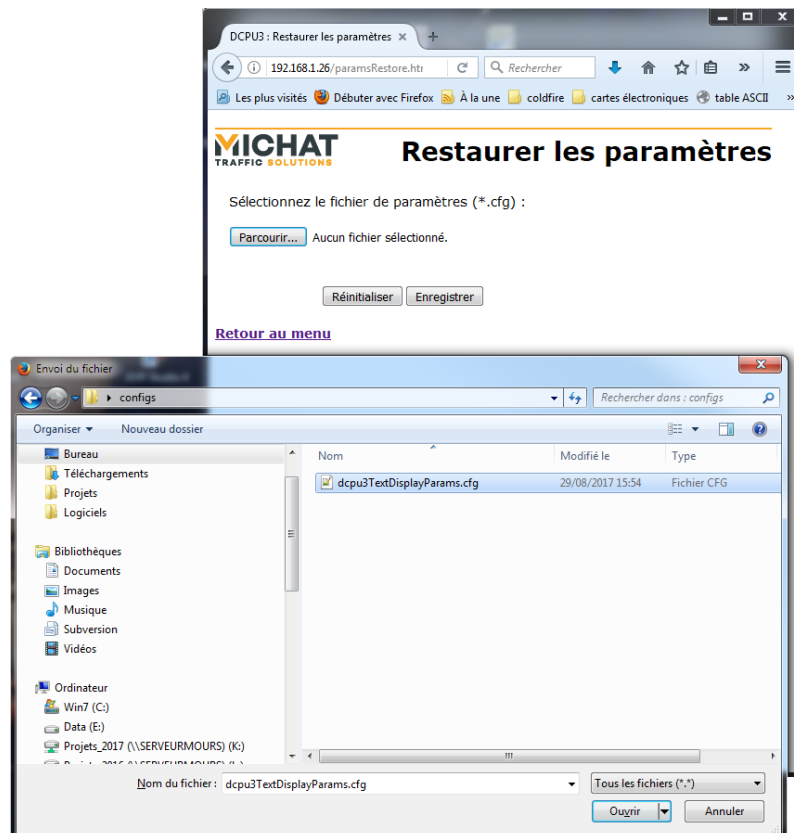 DCPU3 : Restaurer les paramètres
192.168.1.26/paramsRestore.htr
Rechercher
Les plus visités Débuter avec Firefox À la une coldfire cartes électroniques table ASCII
MICHAT
TRAFFIC SOLUTIONS
Restaurer les paramètres
Sélectionnez le fichier de paramètres (*.cfg) :
Parcourir... Aucun fichier sélectionné.
Réinitialiser Enregistrer
Retour au menu
Envoi du fichier
configs
Rechercher dans : configs
Organiser Nouveau dossier
Bureau
Téléchargements
Projets
Logiciels
Bibliothèques
Documents
Images
Musique
Subversion
Vidéos
Ordinateur
Win7 (C:)
Data (E:)
Projets_2017 (\\SERVEURMOURS) (K:)
Nom Modifié le Type
dcpu3TextDisplayParams.cfg 29/08/2017 15:54 Fichier CFG
Nom du fichier : dcpu3TextDisplayParams.cfg Tous les fichiers (*.*)
Ouvrir Annuler